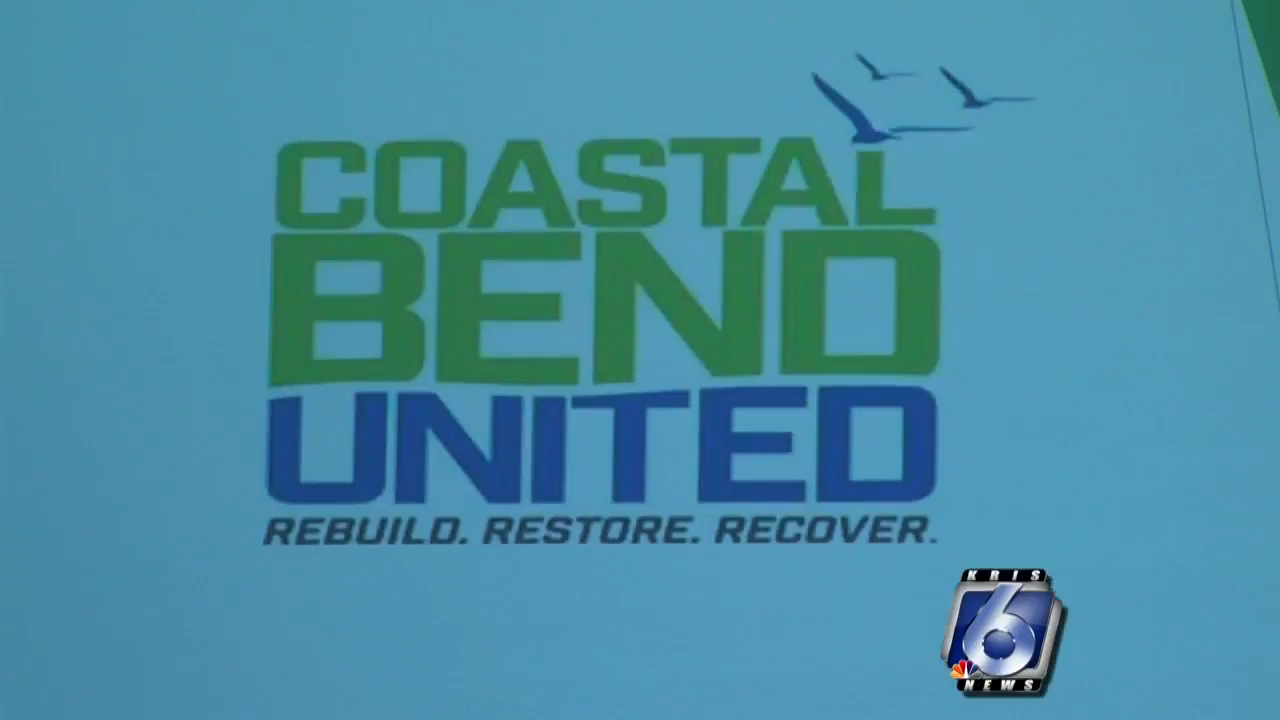 COASTAL
BEND
UNITED
REBUILD. RESTORE. RECOVER.
KRIS
6
NEWS